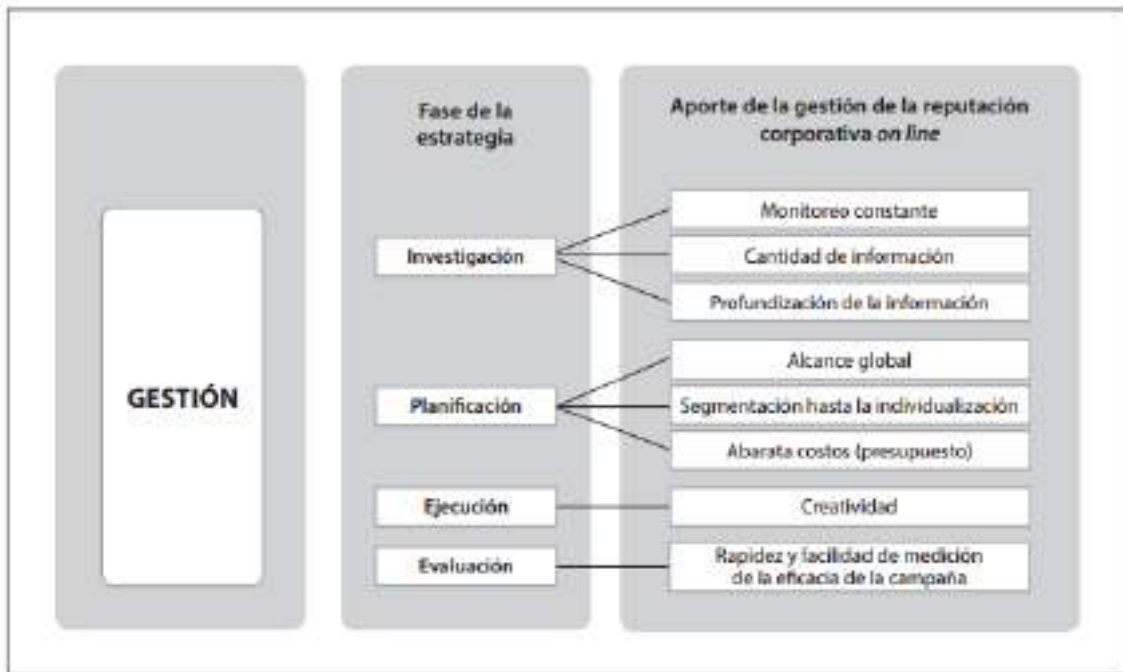 GESTIÓN
Fase de la
estrategia
Investigación
Planificación
Ejecución
Evaluación
Aporte de la gestión de la reputación
corporativa on line
Monitoreo constante
Cantidad de información
Profundización de la información
Alcance global
Segmentación hasta la individualización
Abarata costos (presupuesto)
Creatividad
Rapidez y facilidad de medición
de la eficacia de la campaña